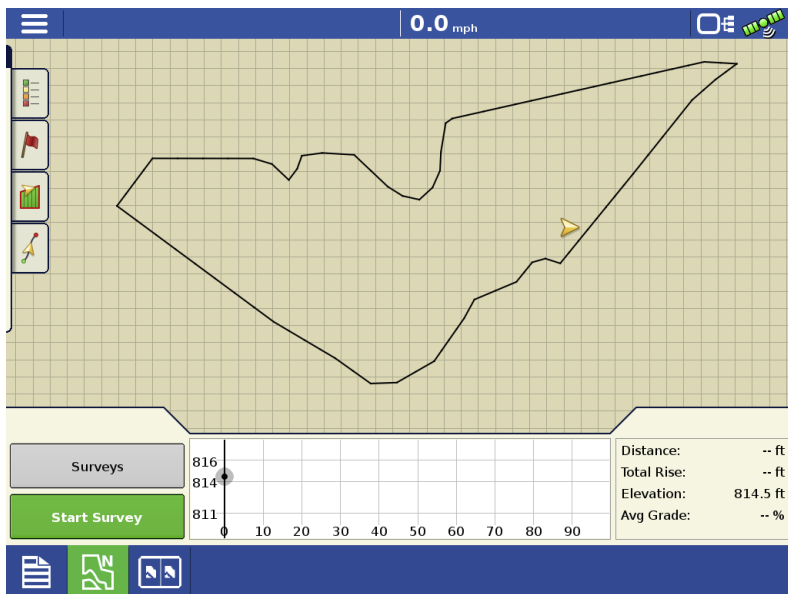 0.0 mph
Surveys
Start Survey
816
814
811
0 10 20 30 40 50 60 70 80 90
Distance: -- ft
Total Rise: -- ft
Elevation: 814.5 ft
Avg Grade: -- %
N